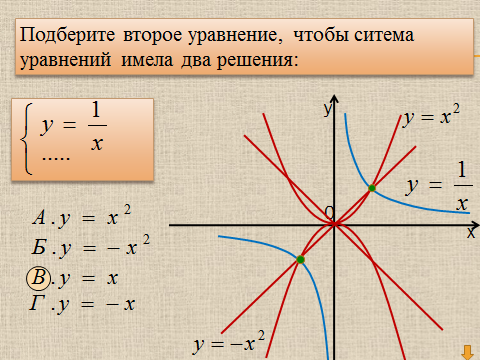 Подберите второе уравнение, чтобы ситема
уравнений имела два решения:
y = 1/x
.....
А. y = x²
Б. y = − x²
В. y = x
Г. y = − x
y
y = x²
y = 1/x
O
x
y = −x²